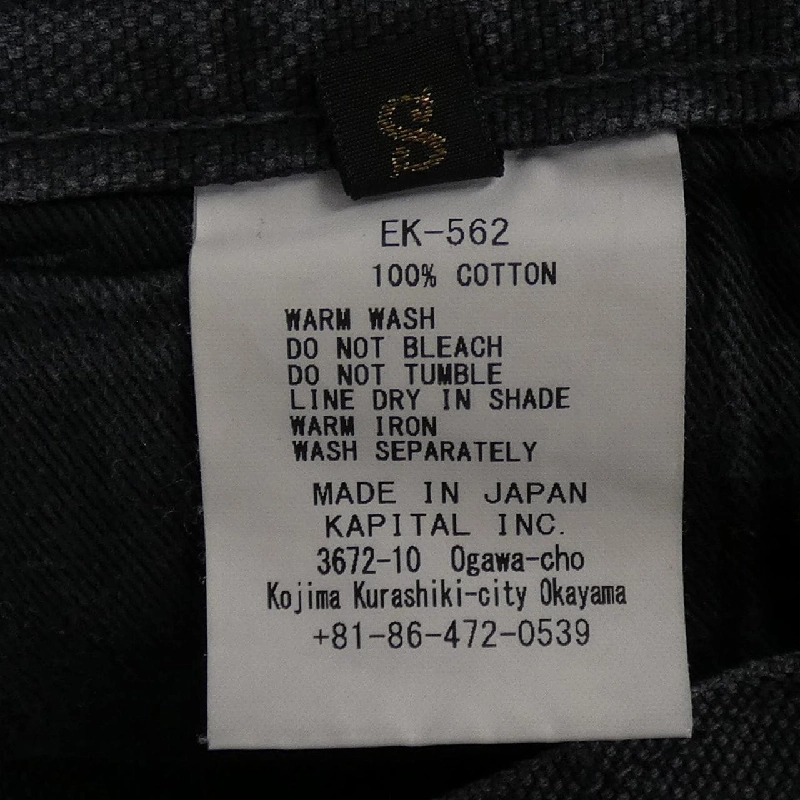 S
EK-562
100% COTTON
WARM WASH
DO NOT BLEACH
DO NOT TUMBLE
LINE DRY IN SHADE
WARM IRON
WASH SEPARATELY
MADE IN JAPAN
KAPITAL INC.
3672-10 Ogawa-cho
Kojima Kurashiki-city Okayama
+81-86-472-0539